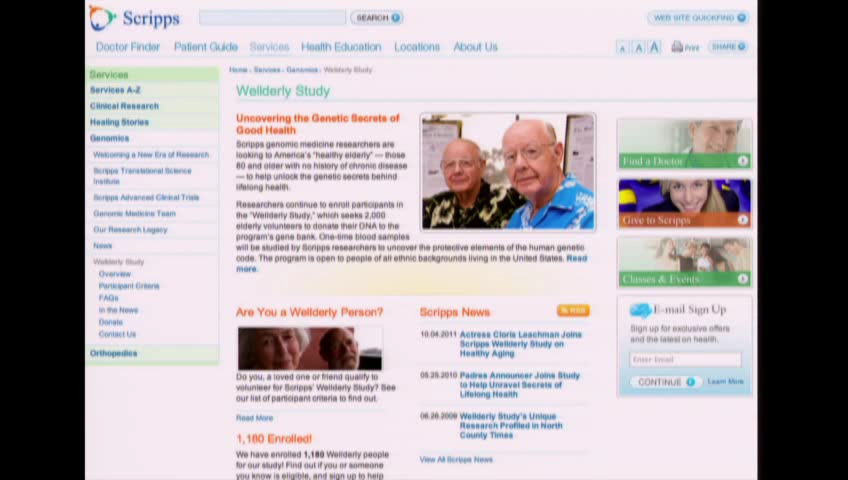 Scripps
SEARCH
WEB SITE QUICKFIND
Doctor Finder Patient Guide Services Health Education Locations About Us
A A A Print SHARE
Services
Services A-Z
Clinical Research
Healing Stories
Genomics
Welcoming a New Era of Research
Scripps Translational Science
Institute
Scripps Advanced Clinical Trials
Genomic Medicine Team
Our Research Legacy
News
Wellderly Study
Overview
Participant Criteria
FAQs
In the News
Donate
Contact Us
Orthopedics
Home > Services > Genomics > Wellderly Study
Wellderly Study
Uncovering the Genetic Secrets of
Good Health
Scripps genomic medicine researchers are
looking to America's "healthy elderly" — those
80 and older with no history of chronic disease
— to help unlock the genetic secrets behind
lifelong health.
Researchers continue to enroll participants in
the "Wellderly Study," which seeks 2,000
elderly volunteers to donate their DNA to the
program's gene bank. One-time blood samples
will be studied by Scripps researchers to uncover the protective elements of the human genetic
code. The program is open to people of all ethnic backgrounds living in the United States. Read
more.
Are You a Wellderly Person?
Do you, a loved one or friend qualify to
volunteer for Scripps' Wellderly Study? See
our list of participant criteria to find out.
Read More
1,180 Enrolled!
We have enrolled 1,180 Wellderly people
for our study! Find out if you or someone
you know is eligible, and sign up to help
Scripps News
RSS
10.04.2011 Actress Cloris Leachman Joins
Scripps Wellderly Study on
Healthy Aging
05.25.2010 Padres Announcer Joins Study
to Help Unravel Secrets of
Lifelong Health
06.26.2009 Wellderly Study's Unique
Research Profiled in North
County Times
View All Scripps News
Find a Doctor
Give to Scripps
Classes & Events
E-mail Sign Up
Sign up for exclusive offers
and the latest on health.
Enter Email
CONTINUE Learn More